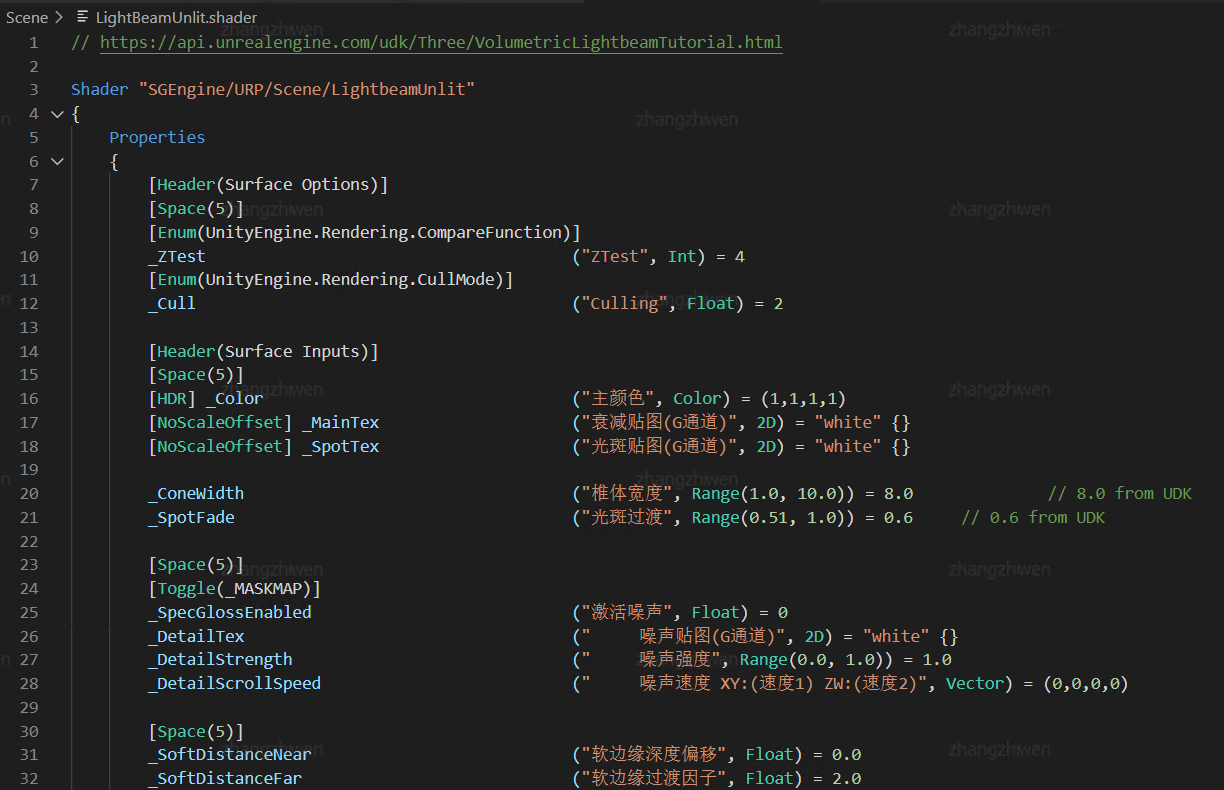 Scene > LightBeamUnlit.shader
1 // https://api.unrealengine.com/udk/Three/VolumetricLightbeamTutorial.html
2
3 Shader "SGEngine/URP/Scene/LightbeamUnlit"
4 {
5 Properties
6 {
7 [Header(Surface Options)]
8 [Space(5)]
9 [Enum(UnityEngine.Rendering.CompareFunction)]
10 _ZTest ("ZTest", Int) = 4
11 [Enum(UnityEngine.Rendering.CullMode)]
12 _Cull ("Culling", Float) = 2
13
14 [Header(Surface Inputs)]
15 [Space(5)]
16 [HDR] _Color ("主颜色", Color) = (1,1,1,1)
17 [NoScaleOffset] _MainTex ("衰减贴图(G通道)", 2D) = "white" {}
18 [NoScaleOffset] _SpotTex ("光斑贴图(G通道)", 2D) = "white" {}
19
20 _ConeWidth ("椎体宽度", Range(1.0, 10.0)) = 8.0 // 8.0 from UDK
21 _SpotFade ("光斑过渡", Range(0.51, 1.0)) = 0.6 // 0.6 from UDK
22
23 [Space(5)]
24 [Toggle(_MASKMAP)]
25 _SpecGlossEnabled ("激活噪声", Float) = 0
26 _DetailTex (" 噪声贴图(G通道)", 2D) = "white" {}
27 _DetailStrength (" 噪声强度", Range(0.0, 1.0)) = 1.0
28 _DetailScrollSpeed (" 噪声速度 XY:(速度1) ZW:(速度2)", Vector) = (0,0,0,0)
29
30 [Space(5)]
31 _SoftDistanceNear ("软边缘深度偏移", Float) = 0.0
32 _SoftDistanceFar ("软边缘过渡因子", Float) = 2.0
zhangzhiwen